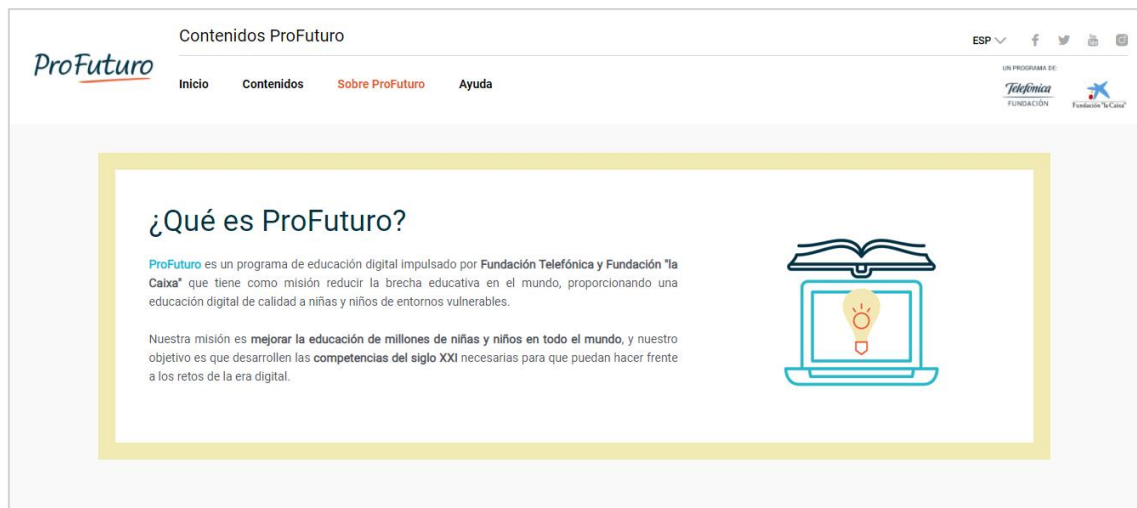 Contenidos ProFuturo
ESP
ProFuturo
Inicio Contenidos Sobre ProFuturo Ayuda
UN PROGRAMA DE:
Telefónica
FUNDACIÓN
Fundación "la Caixa"
¿Qué es ProFuturo?
ProFuturo es un programa de educación digital impulsado por Fundación Telefónica y Fundación "la
Caixa" que tiene como misión reducir la brecha educativa en el mundo, proporcionando una
educación digital de calidad a niñas y niños de entornos vulnerables.
Nuestra misión es mejorar la educación de millones de niñas y niños en todo el mundo, y nuestro
objetivo es que desarrollen las competencias del siglo XXI necesarias para que puedan hacer frente
a los retos de la era digital.